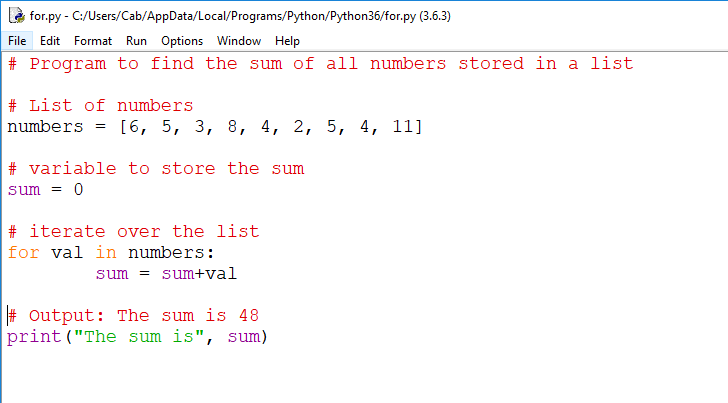 for.py - C:/Users/Cab/AppData/Local/Programs/Python/Python36/for.py (3.6.3)
File Edit Format Run Options Window Help
# Program to find the sum of all numbers stored in a list
# List of numbers
numbers = [6, 5, 3, 8, 4, 2, 5, 4, 11]
# variable to store the sum
sum = 0
# iterate over the list
for val in numbers:
        sum = sum+val
# Output: The sum is 48
print("The sum is", sum)